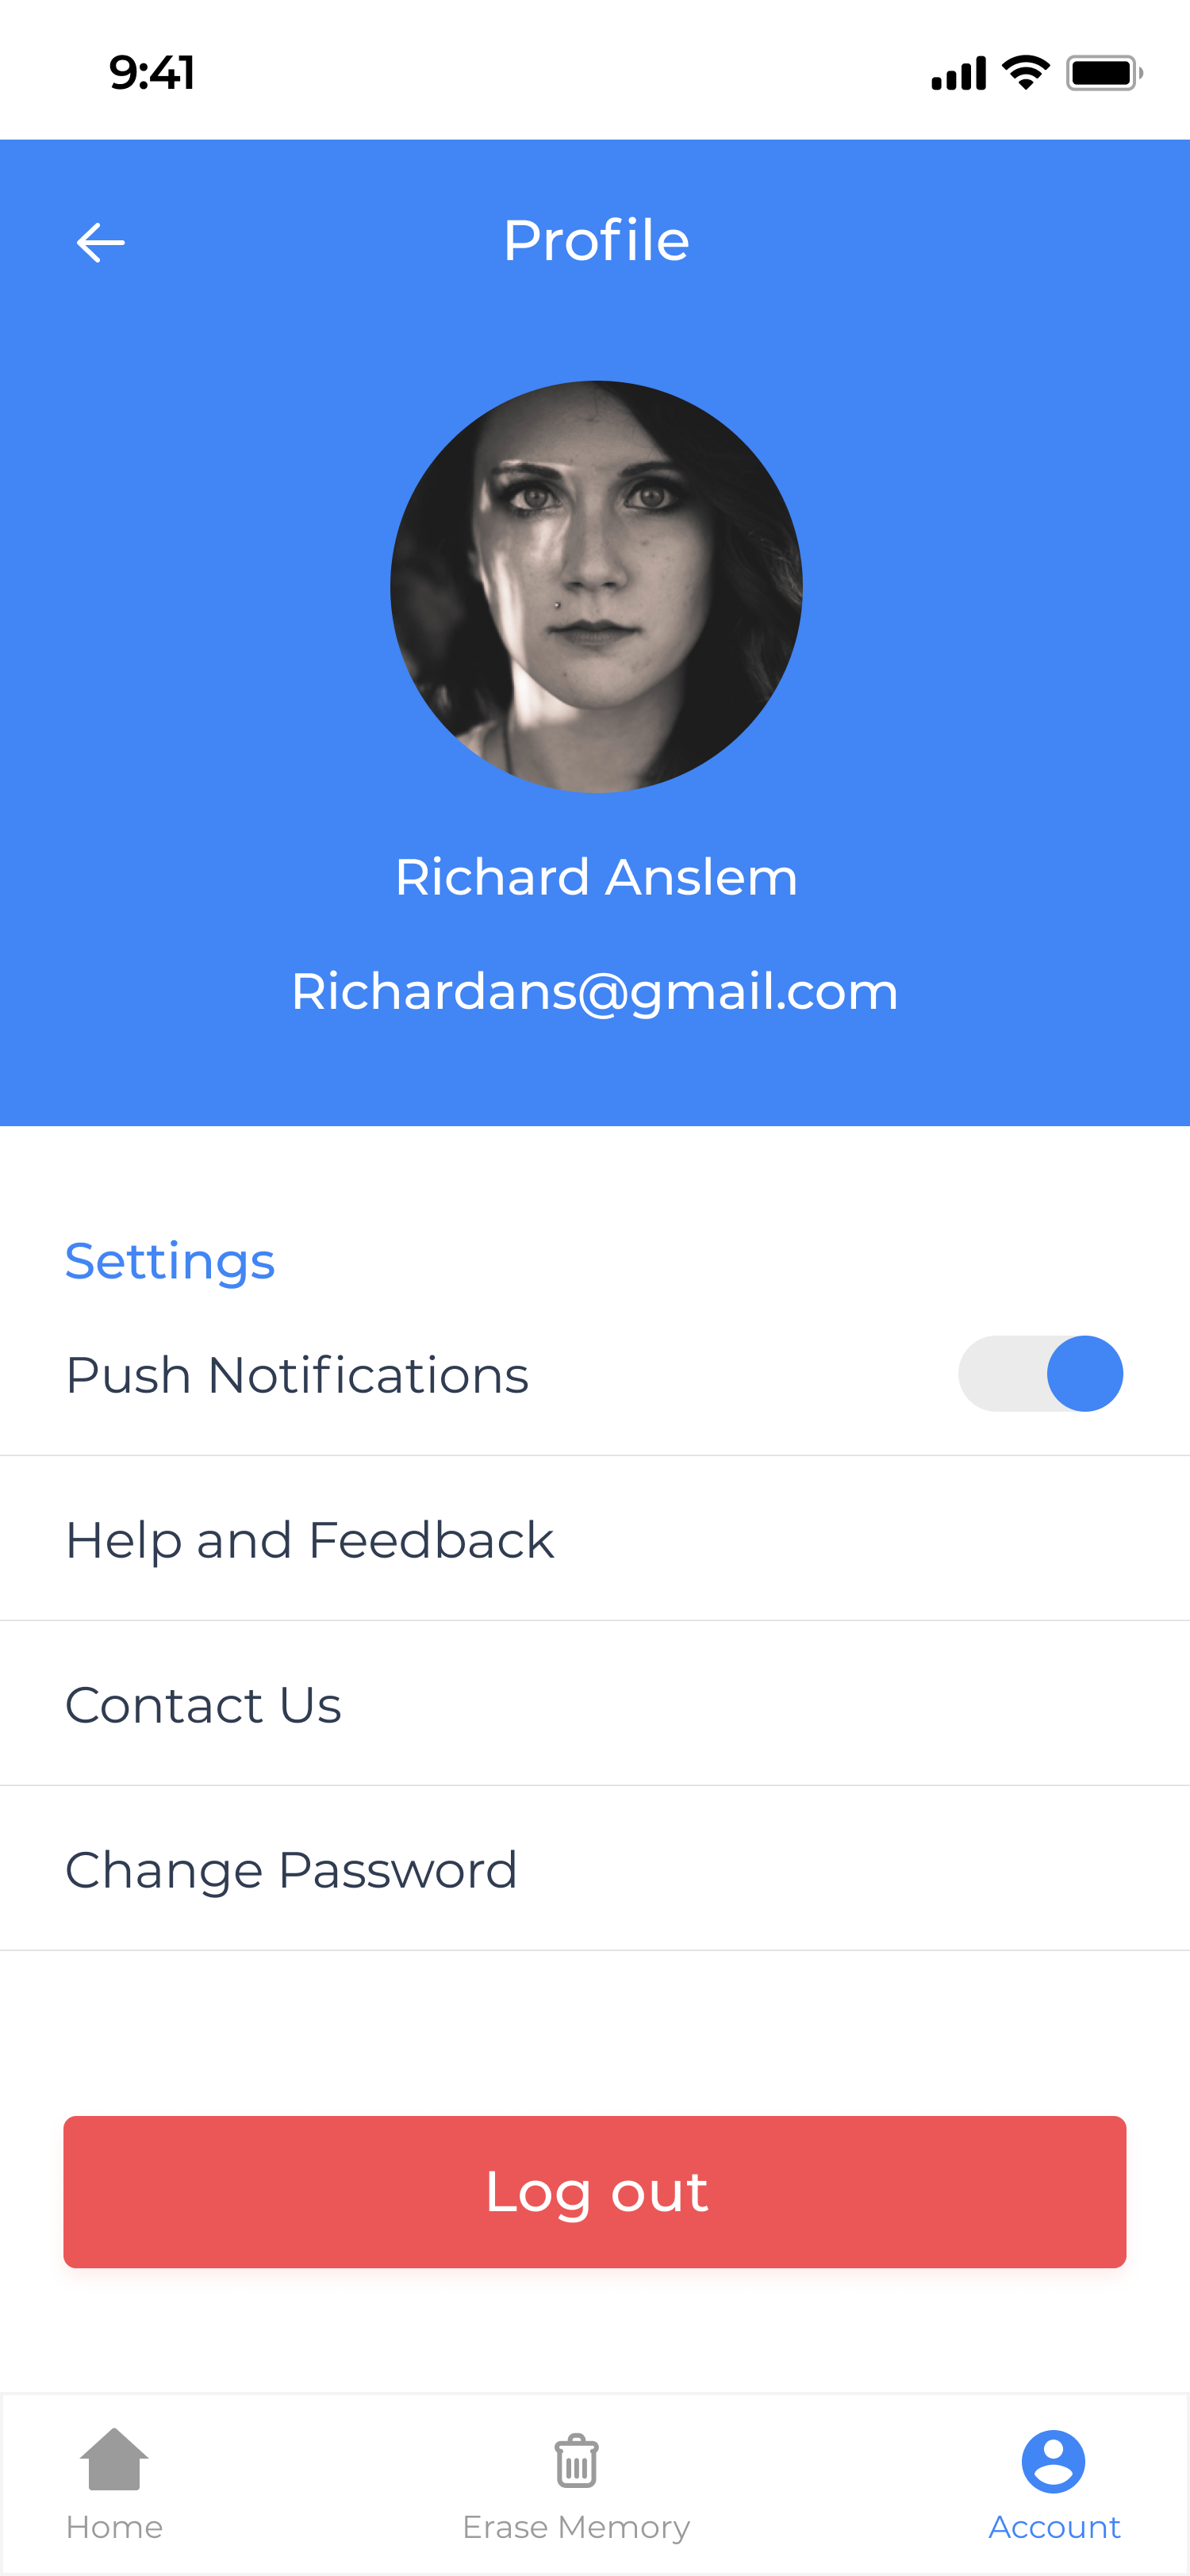 9:41
Profile
Richard Anslem
Richardans@gmail.com
Settings
Push Notifications
Help and Feedback
Contact Us
Change Password
Log out
Home
Erase Memory
Account